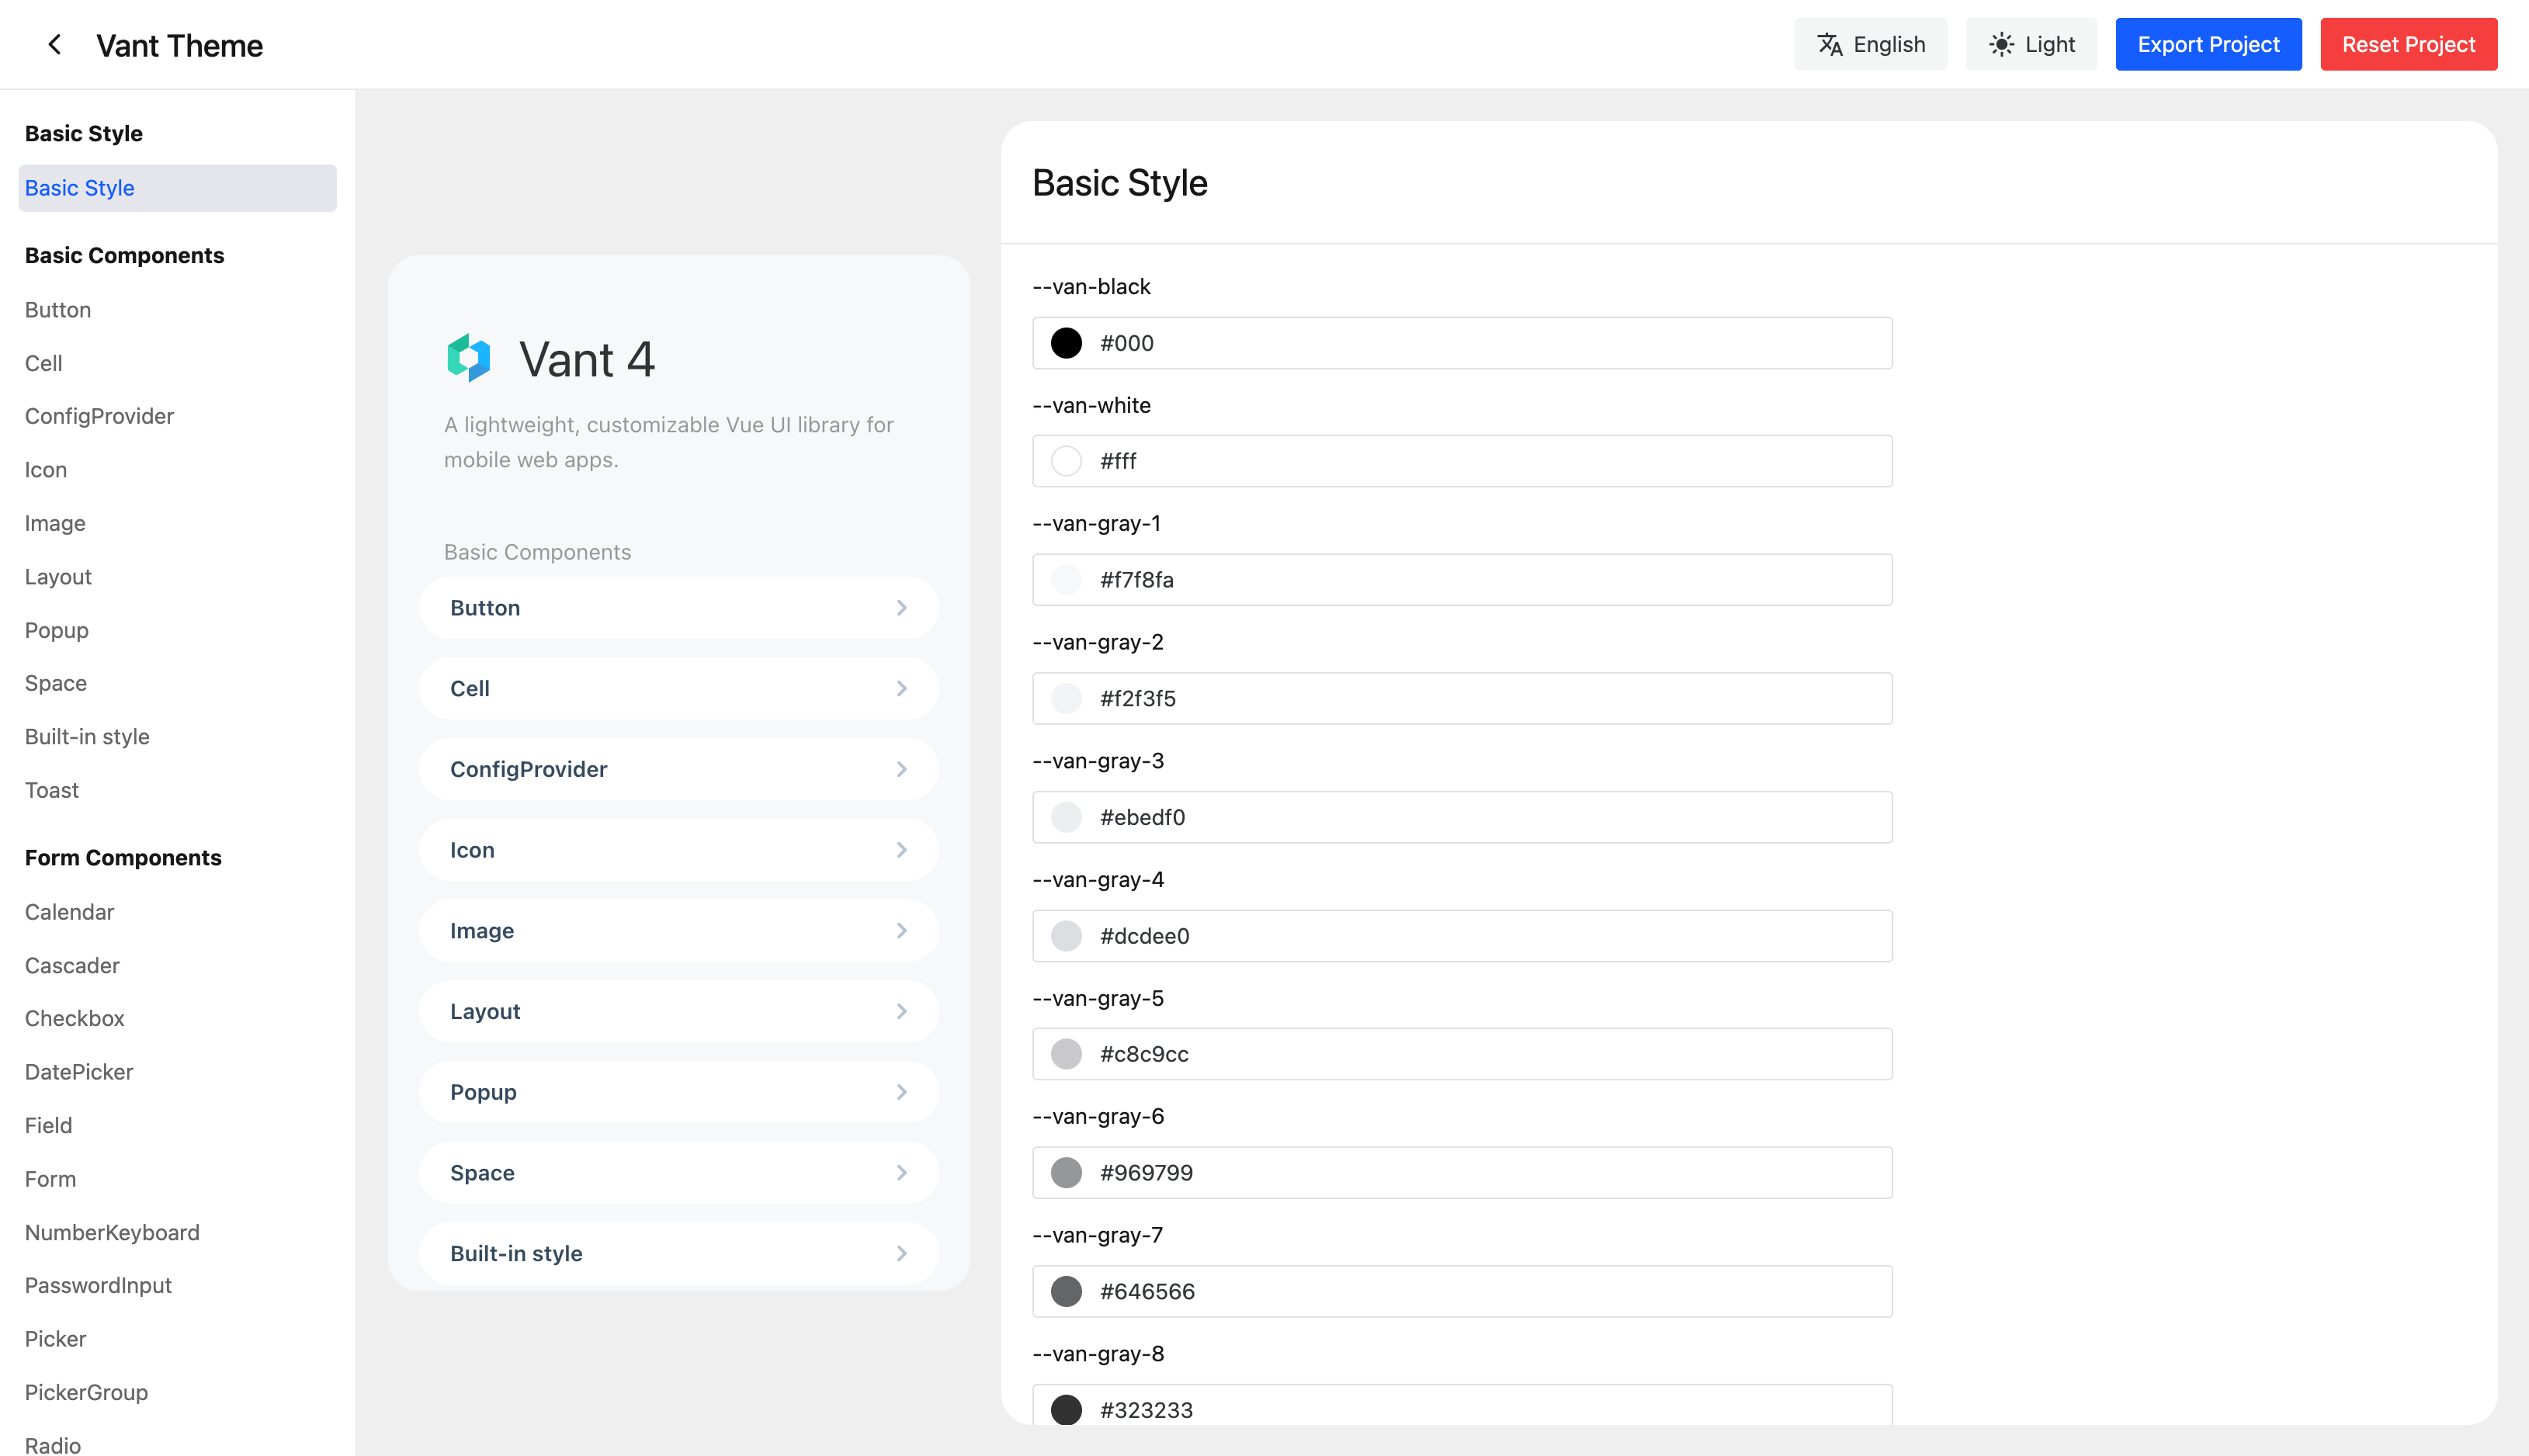 Vant Theme
English
Light
Export Project
Reset Project
Basic Style
Basic Style
Basic Components
Button
Cell
ConfigProvider
Icon
Image
Layout
Popup
Space
Built-in style
Toast
Form Components
Calendar
Cascader
Checkbox
DatePicker
Field
Form
NumberKeyboard
PasswordInput
Picker
PickerGroup
Radio
Vant 4
A lightweight, customizable Vue UI library for
mobile web apps.
Basic Components
Button
Cell
ConfigProvider
Icon
Image
Layout
Popup
Space
Built-in style
Basic Style
--van-black
#000
--van-white
#fff
--van-gray-1
#f7f8fa
--van-gray-2
#f2f3f5
--van-gray-3
#ebedf0
--van-gray-4
#dcdee0
--van-gray-5
#c8c9cc
--van-gray-6
#969799
--van-gray-7
#646566
--van-gray-8
#323233